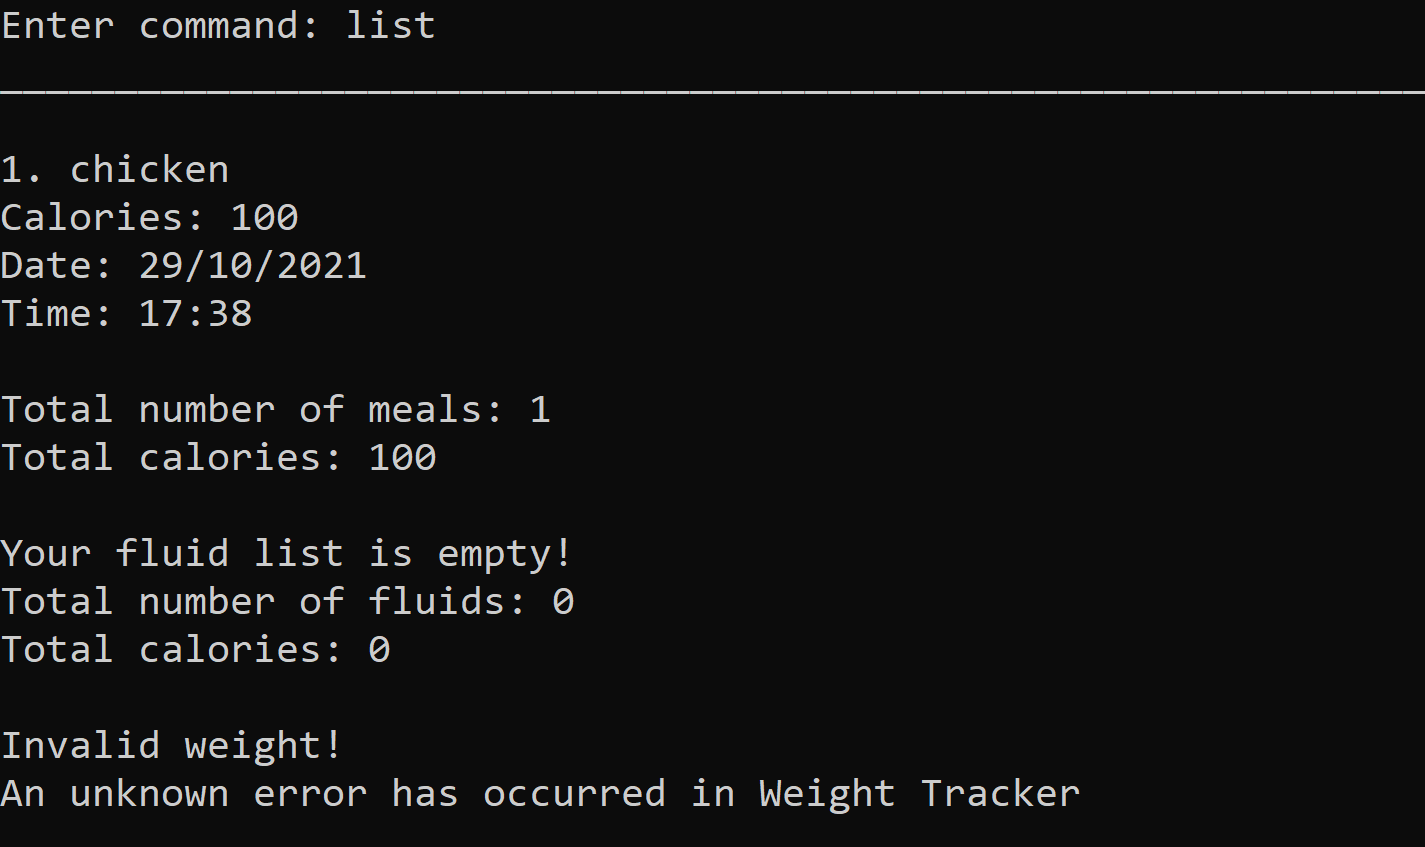 Enter command: list
______________________________________________________________
1. chicken
Calories: 100
Date: 29/10/2021
Time: 17:38
Total number of meals: 1
Total calories: 100
Your fluid list is empty!
Total number of fluids: 0
Total calories: 0
Invalid weight!
An unknown error has occurred in Weight Tracker